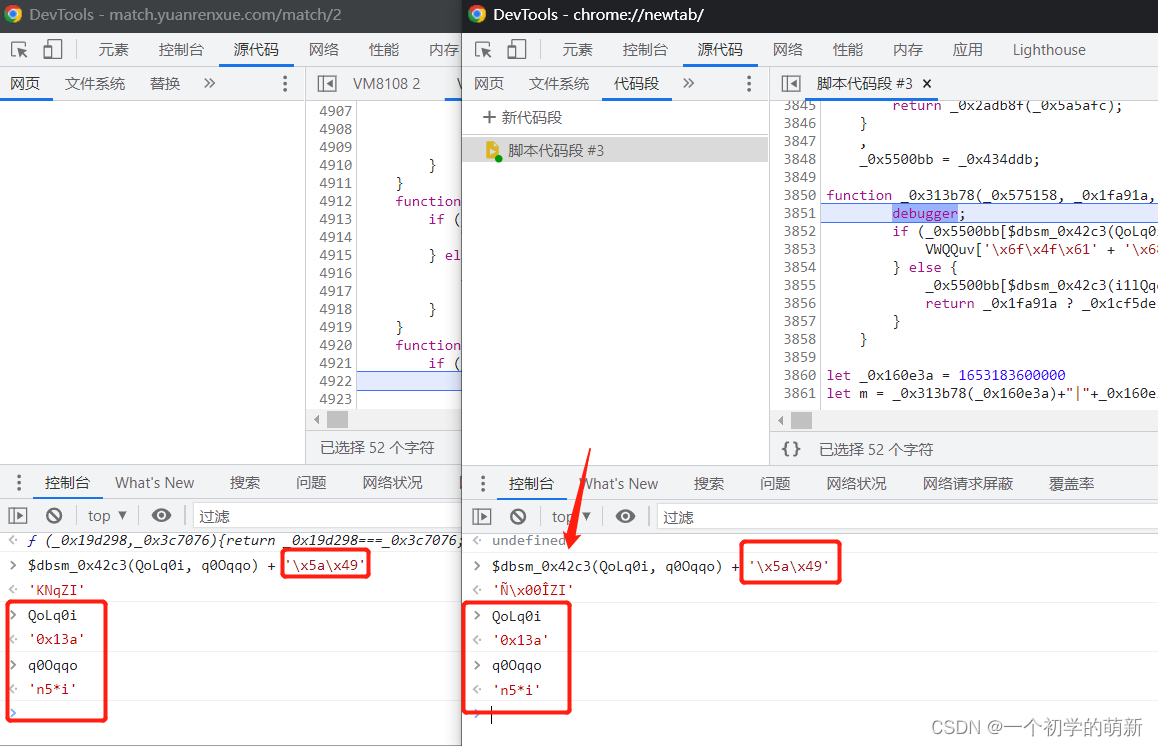 DevTools - match.yuanrenxue.com/match/2
元素 控制台 源代码 网络 性能 内存
网页 文件系统 替换 »
VM8108 2
4907
4908
4909
4910 }
4911 }
4912 function
4913 if (
4914
4915 } el
4916
4917
4918 }
4919 }
4920 function
4921 if (
4922
4923
已选择 52 个字符
控制台 What's New 搜索 问题 网络状况
top ▼ 过滤
ƒ (_0x19d298,_0x3c7076){return _0x19d298===_0x3c7076;
> $dbsm_0x42c3(QoLq0i, q0Oqqo) + '\x5a\x49'
'KNqZI'
> QoLq0i
'0x13a'
> q0Oqqo
'n5*i'
>
DevTools - chrome://newtab/
元素 控制台 源代码 网络 性能 内存 应用 Lighthouse
网页 文件系统 代码段 »
脚本代码段 #3 ×
+ 新代码段
脚本代码段 #3
3845 return _0x2adb8f(_0x5a5afc);
3846 }
3847 ,
3848 _0x5500bb = _0x434ddb;
3849
3850 function _0x313b78(_0x575158, _0x1fa91a,
3851 debugger;
3852 if (_0x5500bb[$dbsm_0x42c3(QoLq0i
3853 VWQQuv['\x6f\x4f\x61' + '\x68
3854 } else {
3855 _0x5500bb[$dbsm_0x42c3(i1lQq
3856 return _0x1fa91a ? _0x1cf5de
3857 }
3858 }
3859
3860 let _0x160e3a = 1653183600000
3861 let m = _0x313b78(_0x160e3a)+"|"+_0x160e
{} 已选择 52 个字符
控制台 What's New 搜索 问题 网络状况 网络请求屏蔽 覆盖率
top ▼ 过滤
undefined
> $dbsm_0x42c3(QoLq0i, q0Oqqo) + '\x5a\x49'
'Ñ\x00ÎZI'
> QoLq0i
'0x13a'
> q0Oqqo
'n5*i'
>
CSDN @一个初学的萌新